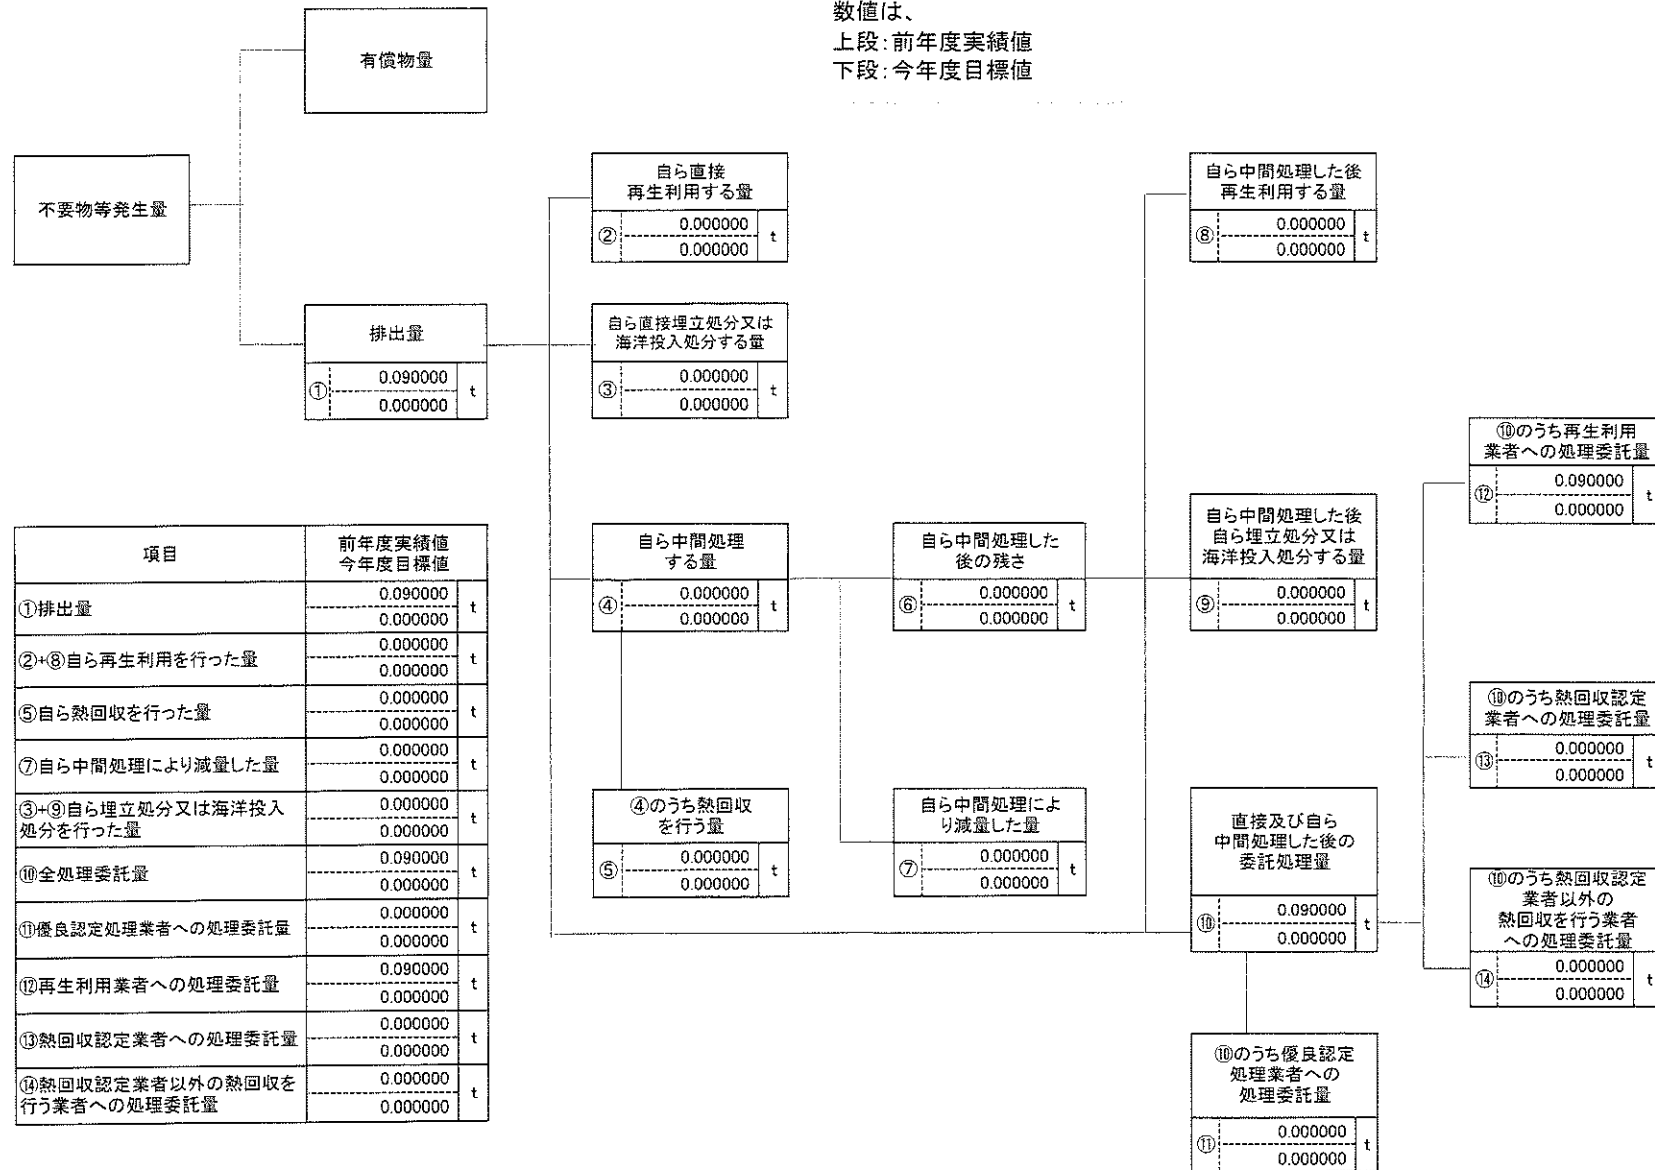 数値は、
上段:前年度実績値
下段:今年度目標値
有償物量
不要物等発生量
排出量
①
0.090000
0.000000
t
自ら直接
再生利用する量
②
0.000000
0.000000
t
自ら直接埋立処分又は
海洋投入処分する量
③
0.000000
0.000000
t
自ら中間処理
する量
④
0.000000
0.000000
t
④のうち熱回収
を行う量
⑤
0.000000
0.000000
t
自ら中間処理した
後の残さ
⑥
0.000000
0.000000
t
自ら中間処理によ
り減量した量
⑦
0.000000
0.000000
t
自ら中間処理した後
再生利用する量
⑧
0.000000
0.000000
t
自ら中間処理した後
自ら埋立処分又は
海洋投入処分する量
⑨
0.000000
0.000000
t
直接及び自ら
中間処理した後の
委託処理量
⑩
0.090000
0.000000
t
⑩のうち優良認定
処理業者への
処理委託量
⑪
0.000000
0.000000
t
⑩のうち再生利用
業者への処理委託量
⑫
0.090000
0.000000
t
⑩のうち熱回収認定
業者への処理委託量
⑬
0.000000
0.000000
t
⑩のうち熱回収認定
業者以外の
熱回収を行う業者
への処理委託量
⑭
0.000000
0.000000
t
項目
前年度実績値
今年度目標値
①排出量
0.090000
0.000000
t
②+⑧自ら再生利用を行った量
0.000000
0.000000
t
⑤自ら熱回収を行った量
0.000000
0.000000
t
⑦自ら中間処理により減量した量
0.000000
0.000000
t
③+⑨自ら埋立処分又は海洋投入
処分を行った量
0.000000
0.000000
t
⑩全処理委託量
0.090000
0.000000
t
⑪優良認定処理業者への処理委託量
0.000000
0.000000
t
⑫再生利用業者への処理委託量
0.090000
0.000000
t
⑬熱回収認定業者への処理委託量
0.000000
0.000000
t
⑭熱回収認定業者以外の熱回収を
行う業者への処理委託量
0.000000
0.000000
t